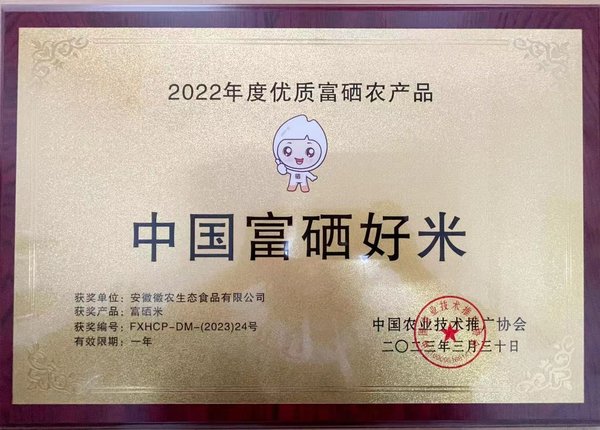 2022年度优质富硒农产品
硒
中国富硒好米
获奖单位：安徽徽农生态食品有限公司
获奖产品：富硒米
获奖编号：FXHCP-DM-(2023)24号
有效限期：一年
中国农业技术推广协会
二〇二三年三月三十日